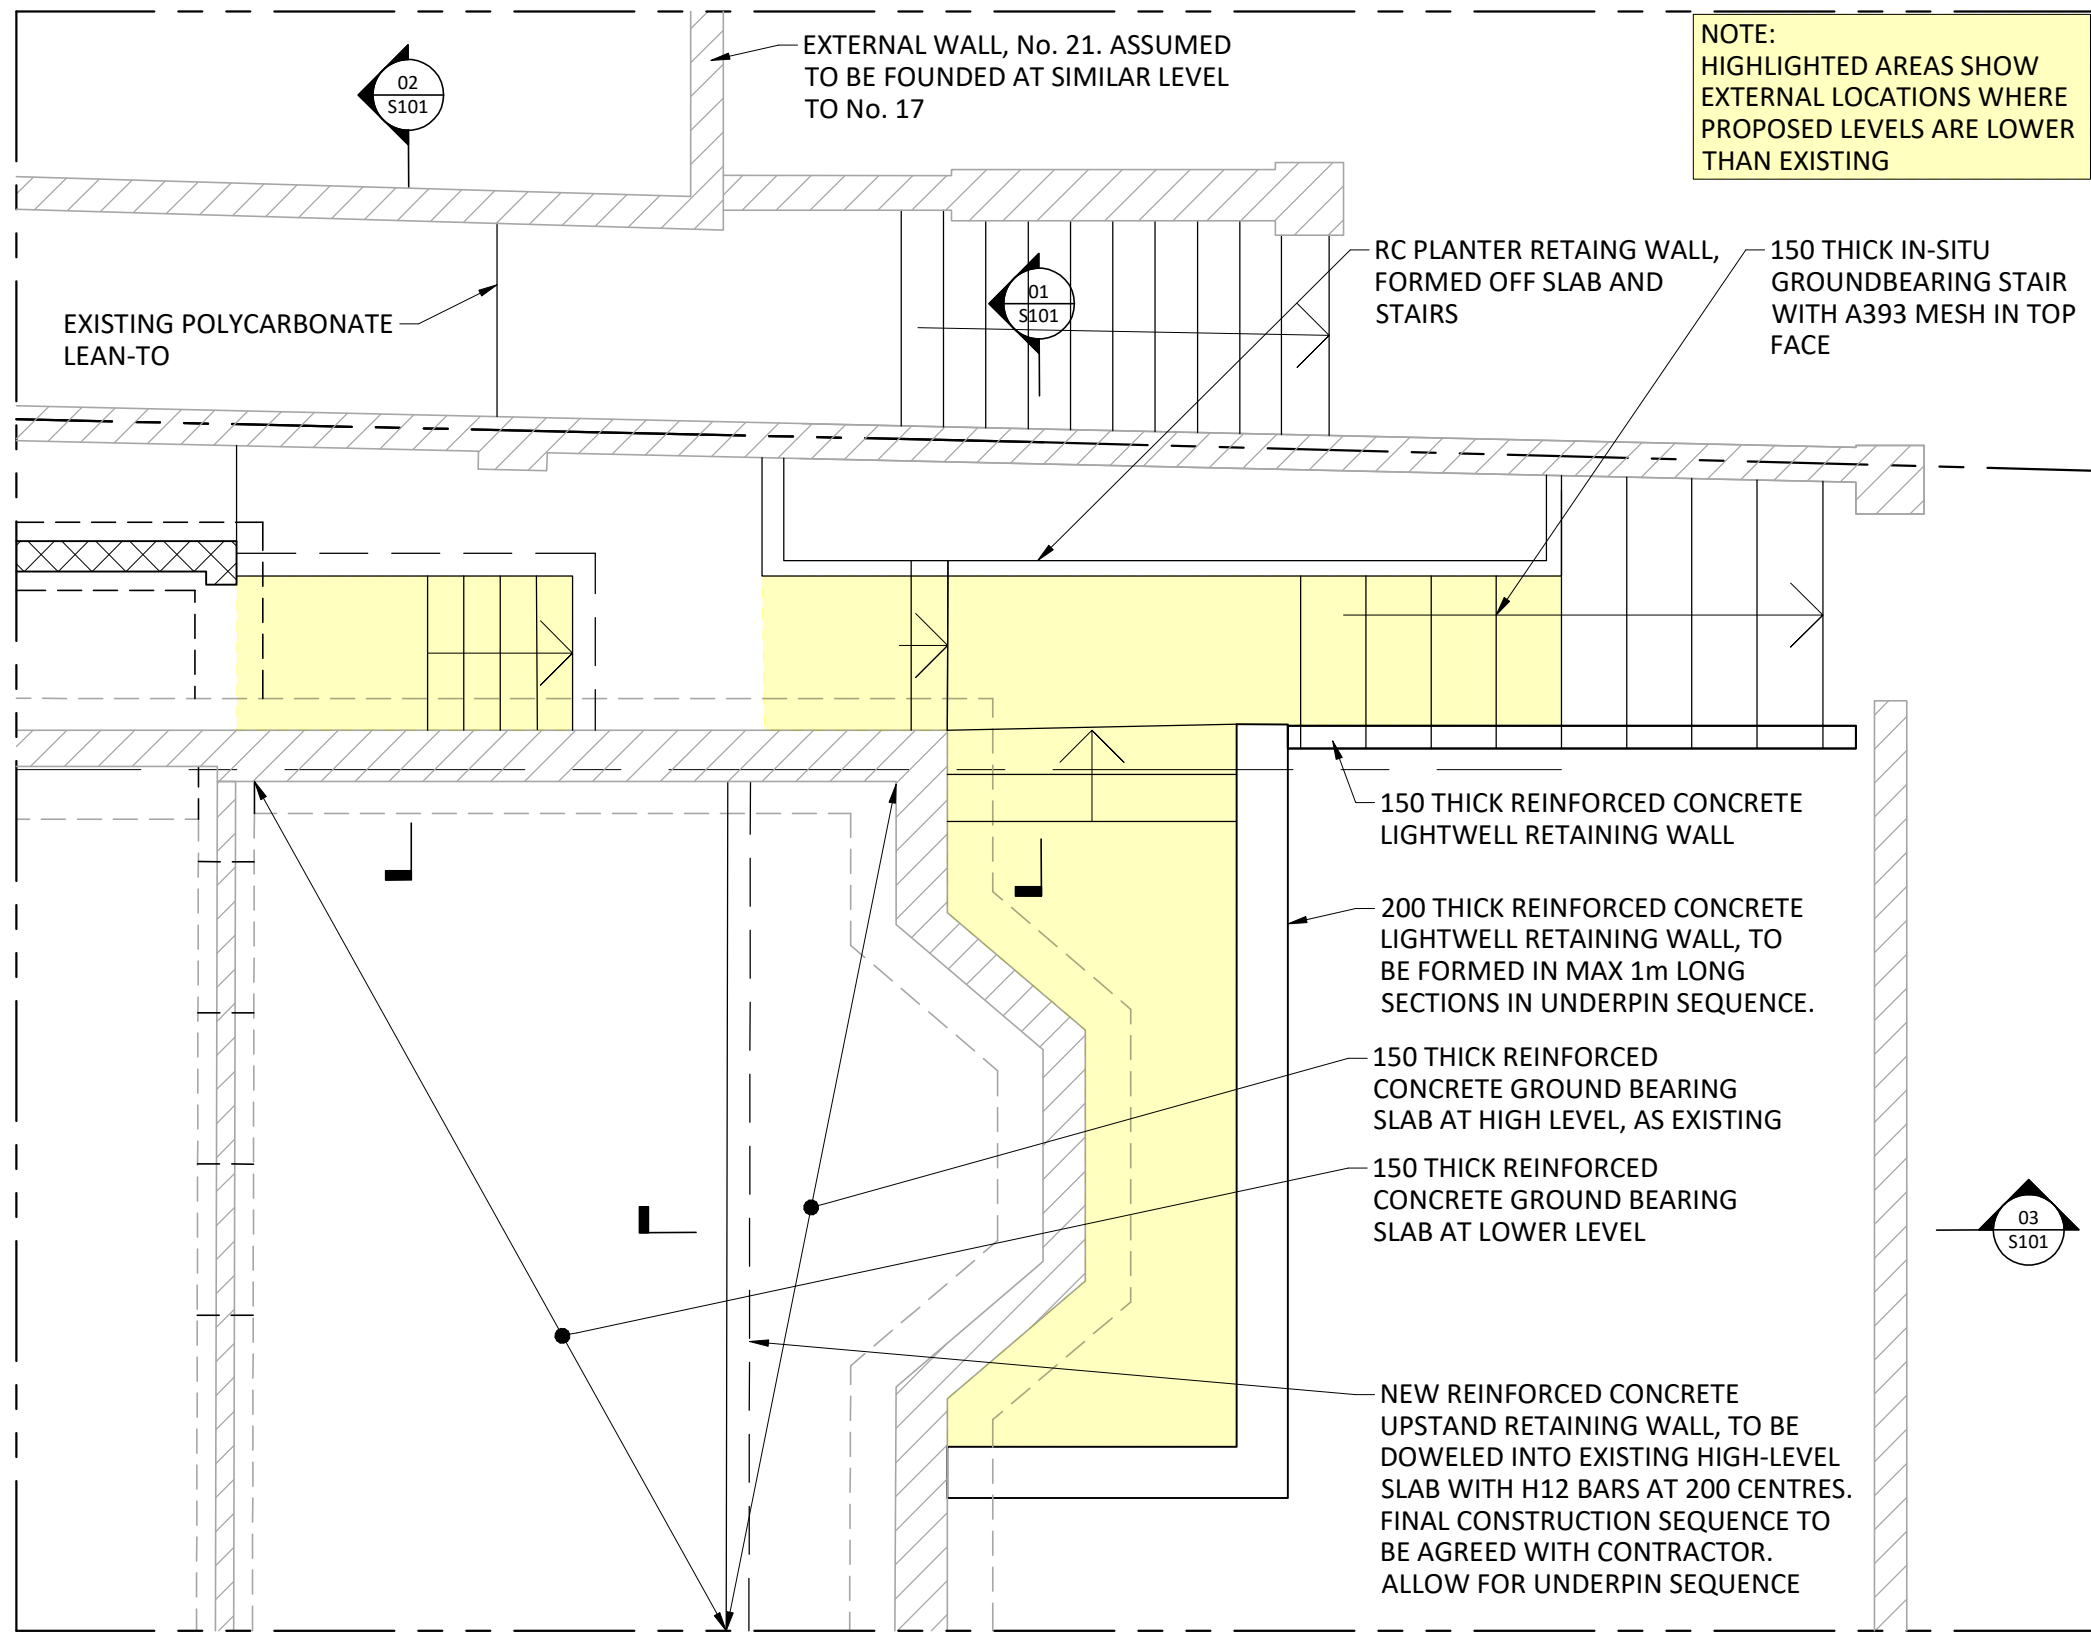 EXTERNAL WALL, No. 21. ASSUMED
TO BE FOUNDED AT SIMILAR LEVEL
TO No. 17
NOTE:
HIGHLIGHTED AREAS SHOW
EXTERNAL LOCATIONS WHERE
PROPOSED LEVELS ARE LOWER
THAN EXISTING
02
S101
RC PLANTER RETAING WALL,
FORMED OFF SLAB AND
STAIRS
150 THICK IN-SITU
GROUNDBEARING STAIR
WITH A393 MESH IN TOP
FACE
01
S101
EXISTING POLYCARBONATE
LEAN-TO
150 THICK REINFORCED CONCRETE
LIGHTWELL RETAINING WALL
200 THICK REINFORCED CONCRETE
LIGHTWELL RETAINING WALL, TO
BE FORMED IN MAX 1m LONG
SECTIONS IN UNDERPIN SEQUENCE.
150 THICK REINFORCED
CONCRETE GROUND BEARING
SLAB AT HIGH LEVEL, AS EXISTING
150 THICK REINFORCED
CONCRETE GROUND BEARING
SLAB AT LOWER LEVEL
03
S101
NEW REINFORCED CONCRETE
UPSTAND RETAINING WALL, TO BE
DOWELED INTO EXISTING HIGH-LEVEL
SLAB WITH H12 BARS AT 200 CENTRES.
FINAL CONSTRUCTION SEQUENCE TO
BE AGREED WITH CONTRACTOR.
ALLOW FOR UNDERPIN SEQUENCE